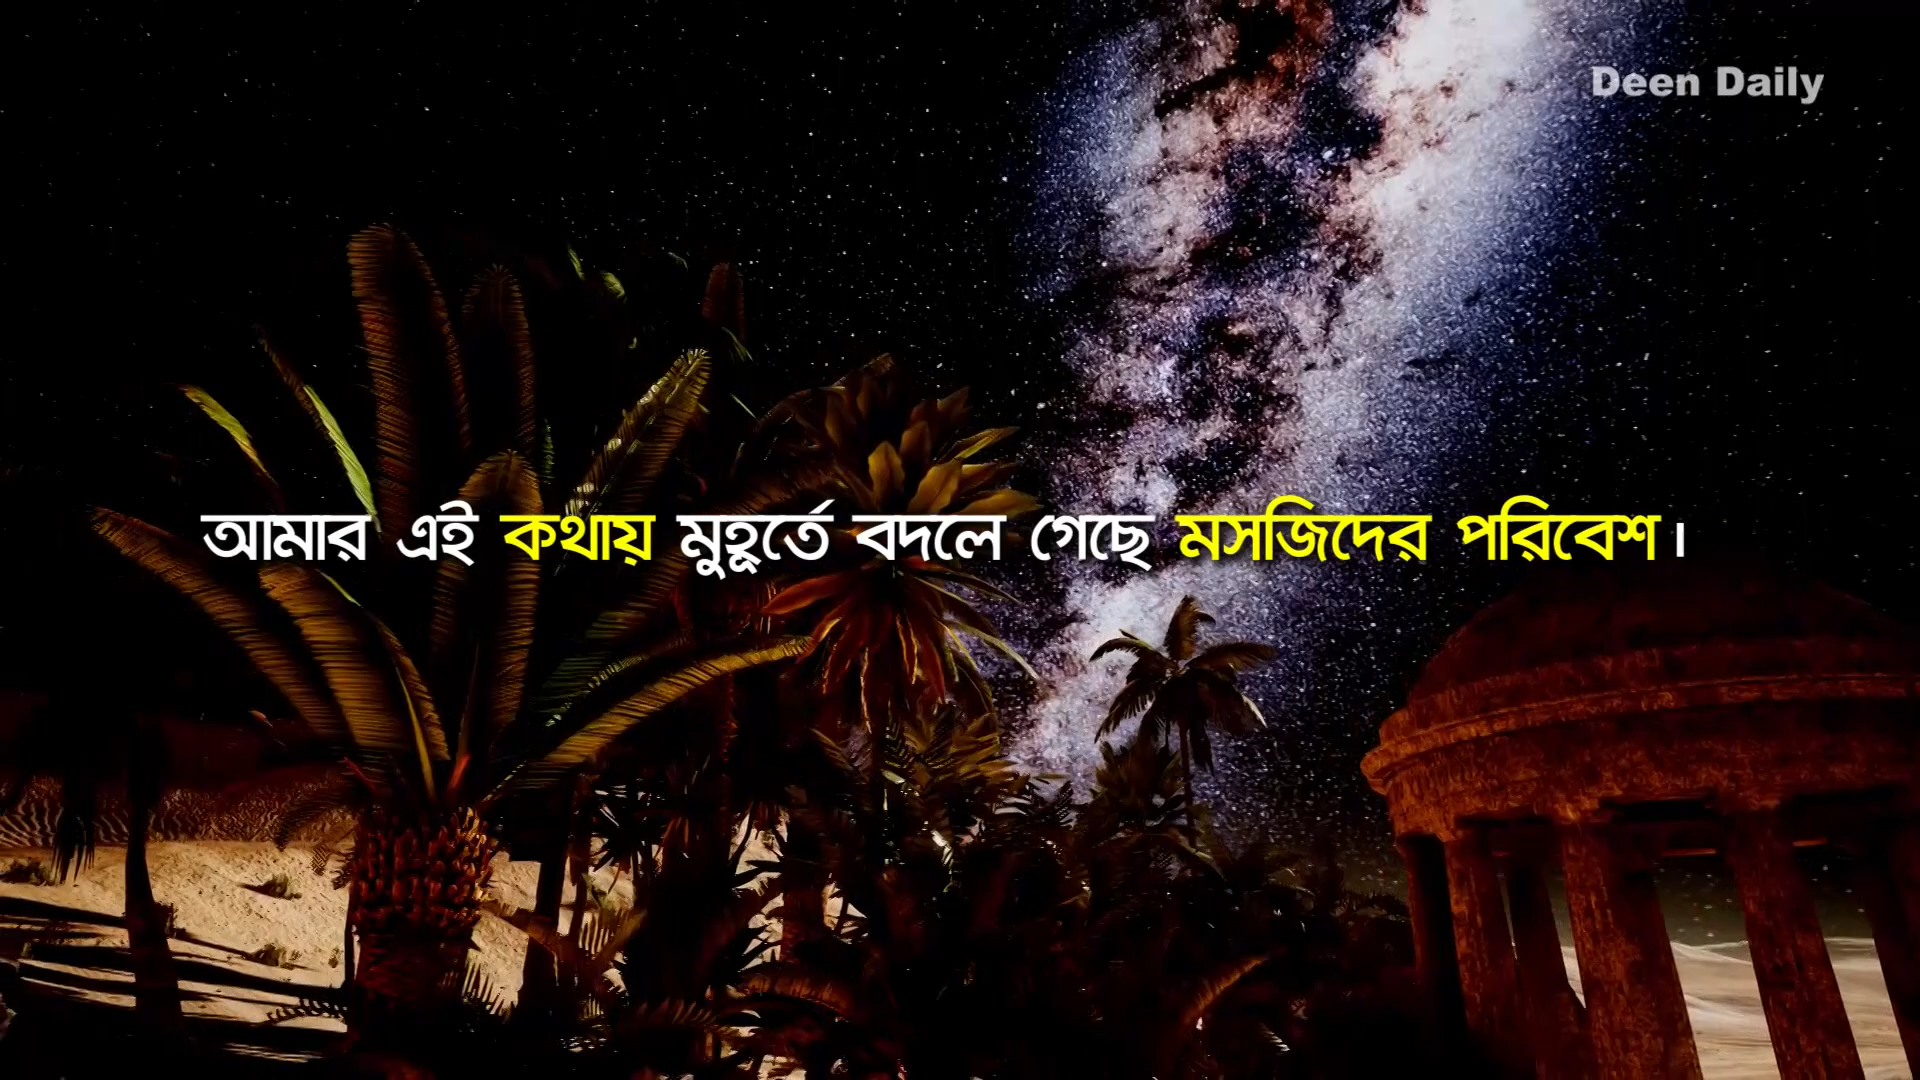 Deen Daily
আমার এই কথায় মুহূর্তে বদলে গেছে মসজিদের পরিবেশ।